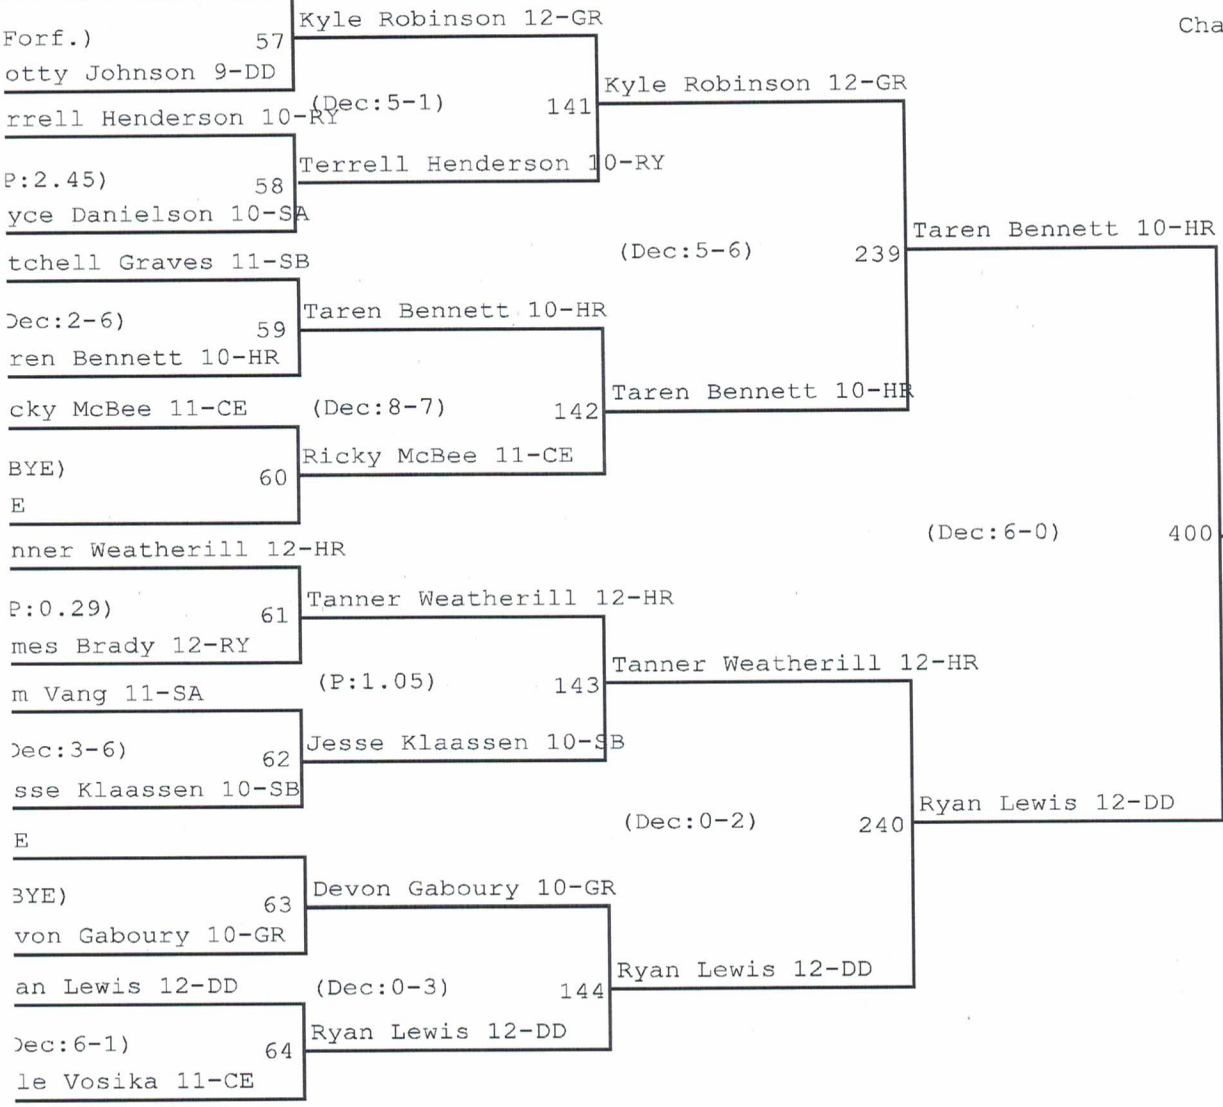 Kyle Robinson 12-GR
Cha
Forf.)
57
otty Johnson 9-DD
Kyle Robinson 12-GR
(Dec:5-1)
141
rrell Henderson 10-RY
Terrell Henderson 10-RY
P:2.45)
58
yce Danielson 10-SA
Taren Bennett 10-HR
(Dec:5-6)
239
tchell Graves 11-SB
Taren Bennett 10-HR
Dec:2-6)
59
ren Bennett 10-HR
Taren Bennett 10-HR
cky McBee 11-CE
(Dec:8-7)
142
Ricky McBee 11-CE
BYE)
60
E
(Dec:6-0)
400
nner Weatherill 12-HR
Tanner Weatherill 12-HR
P:0.29)
61
mes Brady 12-RY
Tanner Weatherill 12-HR
(P:1.05)
143
m Vang 11-SA
Jesse Klaassen 10-SB
Dec:3-6)
62
sse Klaassen 10-SB
Ryan Lewis 12-DD
(Dec:0-2)
240
E
Devon Gaboury 10-GR
BYE)
63
von Gaboury 10-GR
Ryan Lewis 12-DD
an Lewis 12-DD
(Dec:0-3)
144
Ryan Lewis 12-DD
Dec:6-1)
64
le Vosika 11-CE